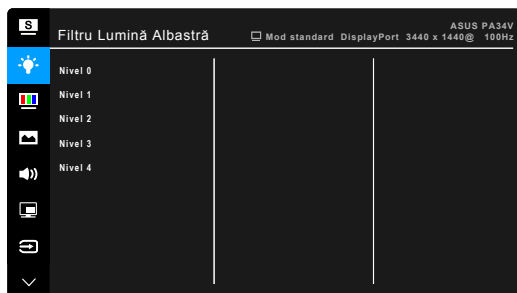 S
ASUS PA34V
Filtru Lumină Albastră
Mod standard DisplayPort 3440 x 1440@ 100Hz
Nivel 0
Nivel 1
Nivel 2
Nivel 3
Nivel 4